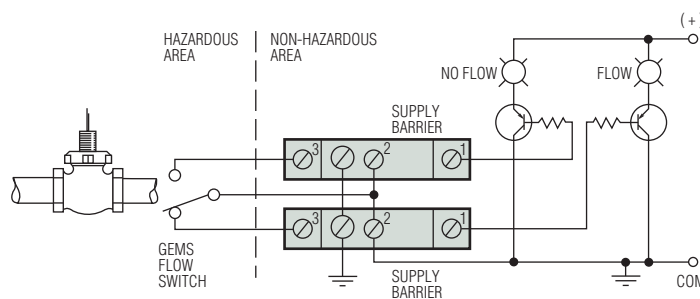 (+)
HAZARDOUS
AREA
NON-HAZARDOUS
AREA
NO FLOW
FLOW
SUPPLY
BARRIER
3
2
1
3
2
1
GEMS
FLOW
SWITCH
SUPPLY
BARRIER
COM